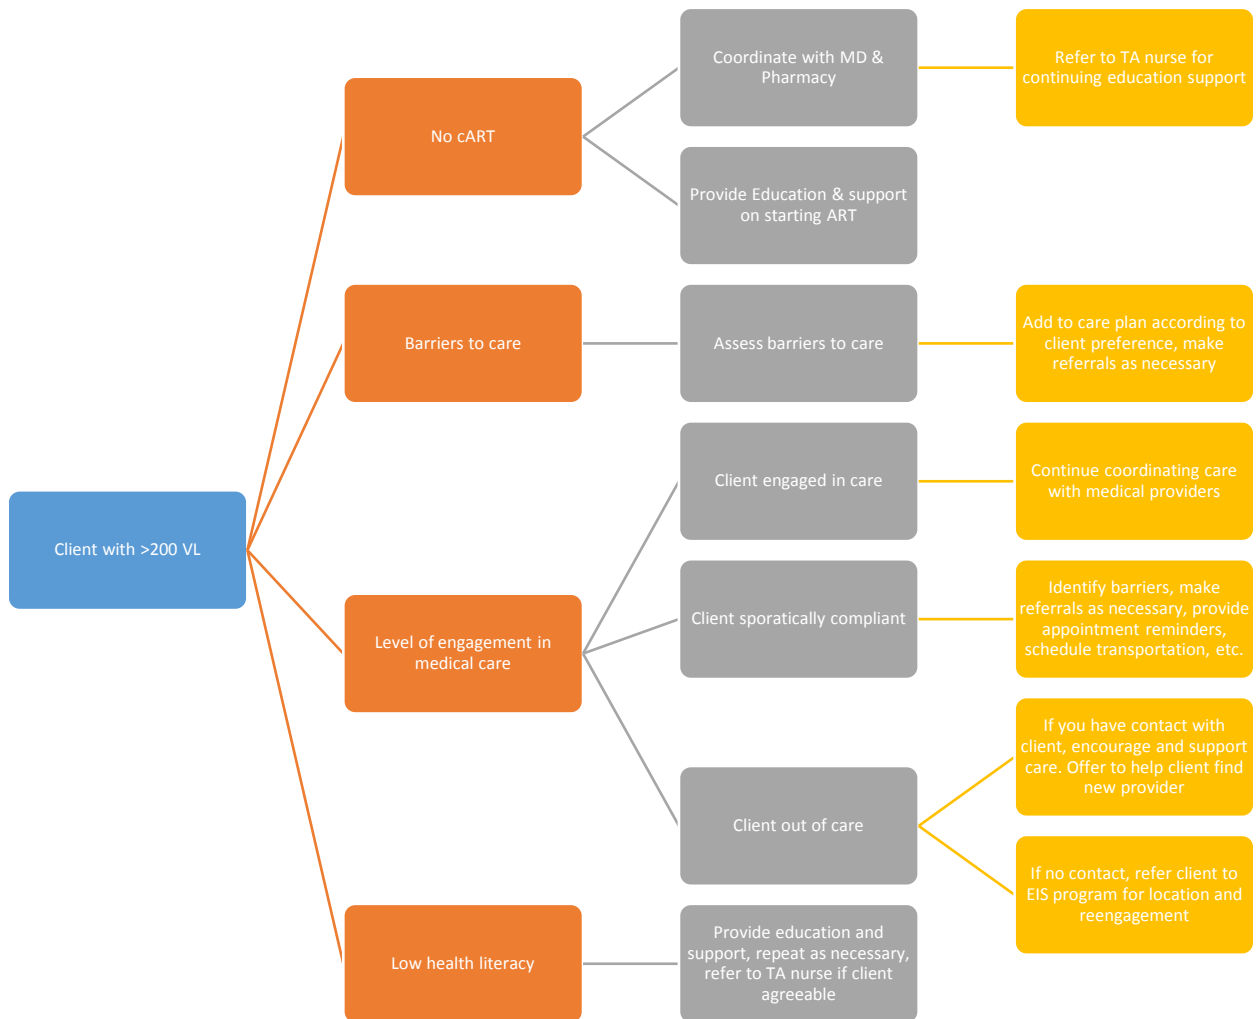 Coordinate with MD &
Pharmacy
Refer to TA nurse for
continuing education support
No cART
Provide Education & support
on starting ART
Barriers to care
Assess barriers to care
Add to care plan according to
client preference, make
referrals as necessary
Client with >200 VL
Client engaged in care
Continue coordinating care
with medical providers
Level of engagement in
medical care
Client sporatically compliant
Identify barriers, make
referrals as necessary, provide
appointment reminders,
schedule transportation, etc.
Client out of care
If you have contact with
client, encourage and support
care. Offer to help client find
new provider
If no contact, refer client to
EIS program for location and
reengagement
Low health literacy
Provide education and
support, repeat as necessary,
refer to TA nurse if client
agreeable